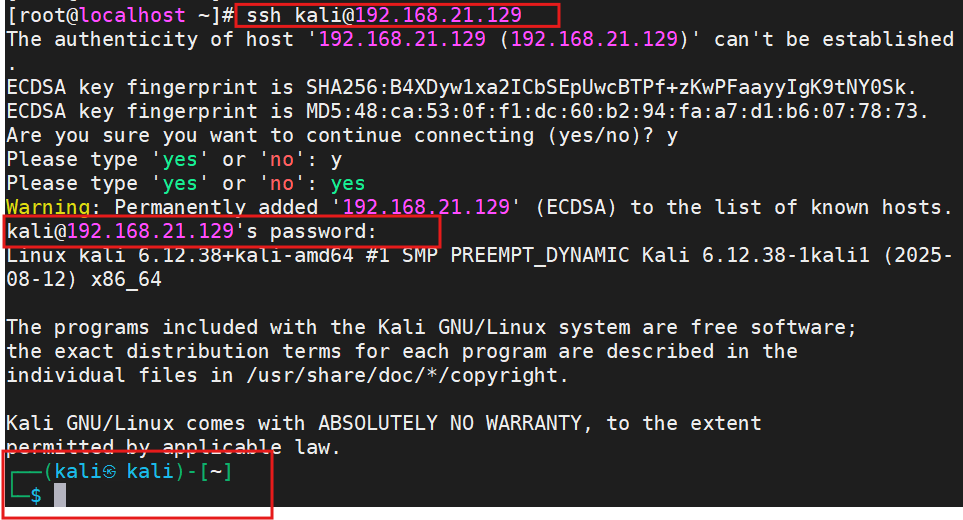 [root@localhost ~]# ssh kali@192.168.21.129
The authenticity of host '192.168.21.129 (192.168.21.129)' can't be established
.
ECDSA key fingerprint is SHA256:B4XDyw1xa2ICbSEpUwcBTPf+zKwPFaayyIgK9tNY0Sk.
ECDSA key fingerprint is MD5:48:ca:53:0f:f1:dc:60:b2:94:fa:a7:d1:b6:07:78:73.
Are you sure you want to continue connecting (yes/no)? y
Please type 'yes' or 'no': y
Please type 'yes' or 'no': yes
Warning: Permanently added '192.168.21.129' (ECDSA) to the list of known hosts.
kali@192.168.21.129's password:
Linux kali 6.12.38+kali-amd64 #1 SMP PREEMPT_DYNAMIC Kali 6.12.38-1kali1 (2025-
08-12) x86_64
The programs included with the Kali GNU/Linux system are free software;
the exact distribution terms for each program are described in the
individual files in /usr/share/doc/*/copyright.
Kali GNU/Linux comes with ABSOLUTELY NO WARRANTY, to the extent
permitted by applicable law.
┌──(kali㉿ kali)-[~]
└─$